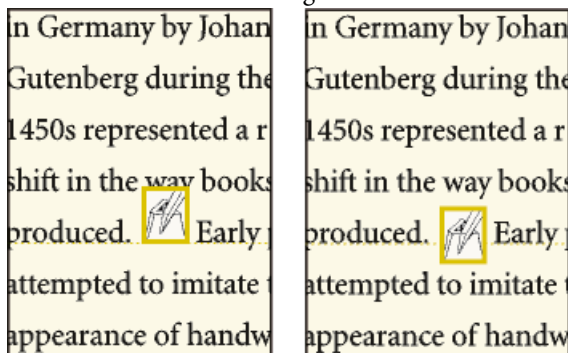 in Germany by Johan
Gutenberg during the
1450s represented a r
shift in the way books
produced. Early
attempted to imitate
appearance of handw
in Germany by Johan
Gutenberg during the
1450s represented a r
shift in the way books
produced. Early
attempted to imitate
appearance of handw